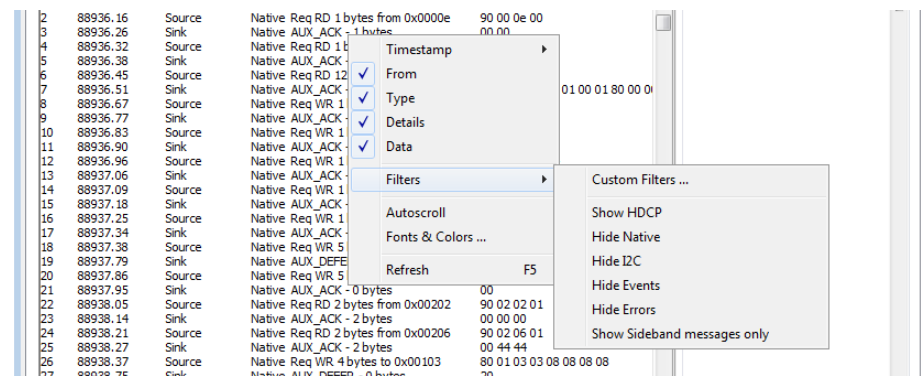 2 88936.16 Source Native Req RD 1 bytes from 0x0000e 90 00 0e 00
3 88936.26 Sink Native AUX_ACK - 1 bytes 00 00
4 88936.32 Source Native Req RD 1 b
5 88936.38 Sink Native AUX_ACK -
6 88936.45 Source Native Req RD 12
7 88936.51 Sink Native AUX_ACK - 01 00 01 80 00 00
8 88936.67 Source Native Req WR 1
9 88936.77 Sink Native AUX_ACK -
10 88936.83 Source Native Req WR 1
11 88936.90 Sink Native AUX_ACK -
12 88936.96 Source Native Req WR 1
13 88937.06 Sink Native AUX_ACK -
14 88937.09 Source Native Req WR 1
15 88937.18 Sink Native AUX_ACK -
16 88937.25 Source Native Req WR 1
17 88937.34 Sink Native AUX_ACK -
18 88937.38 Source Native Req WR 5
19 88937.79 Sink Native AUX_DEFE
20 88937.86 Source Native Req WR 5
21 88937.95 Sink Native AUX_ACK - 0 bytes 00
22 88938.05 Source Native Req RD 2 bytes from 0x00202 90 02 02 01
23 88938.14 Sink Native AUX_ACK - 2 bytes 00 00 00
24 88938.21 Source Native Req RD 2 bytes from 0x00206 90 02 06 01
25 88938.27 Sink Native AUX_ACK - 2 bytes 00 44 44
26 88938.37 Source Native Req WR 4 bytes to 0x00103 80 01 03 03 08 08 08 08
27 88938.75 Sink Native AUX_DEFER - 0 bytes 20
Timestamp
From
Type
Details
Data
Filters
Autoscroll
Fonts & Colors ...
Refresh F5
Custom Filters ...
Show HDCP
Hide Native
Hide I2C
Hide Events
Hide Errors
Show Sideband messages only